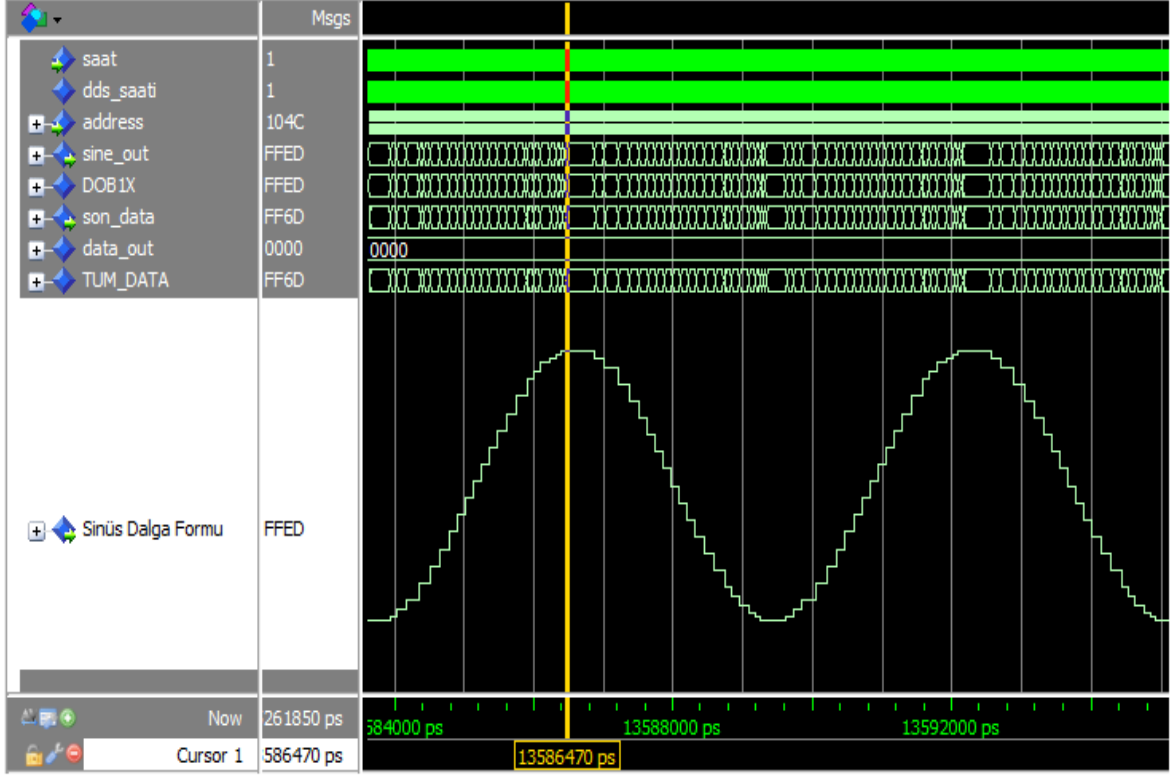 Msgs
saat 1
dds_saati 1
address 104C
sine_out FFED
DOB1X FFED
son_data FF6D
data_out 0000 0000
TUM_DATA FF6D
Sinüs Dalga Formu FFED
Now 261850 ps 584000 ps 13588000 ps 13592000 ps
Cursor 1 586470 ps 13586470 ps